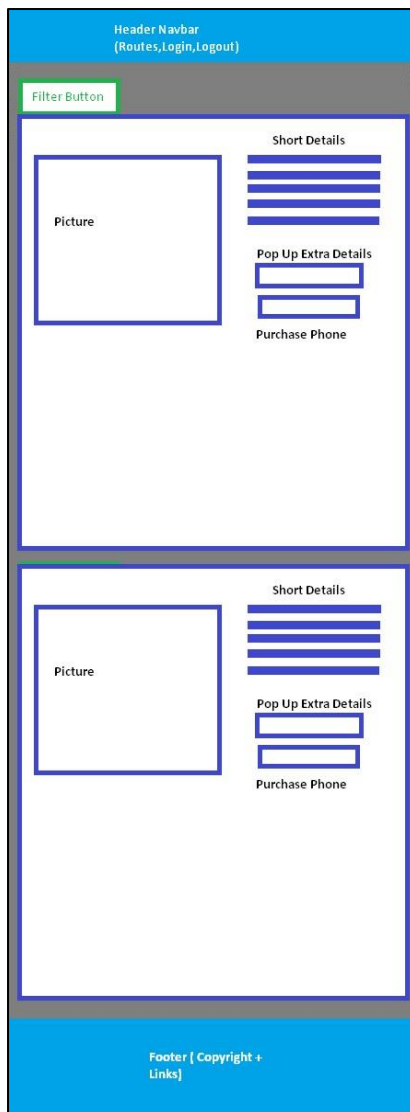 Header Navbar
(Routes,Login,Logout)
Filter Button
Short Details
Picture
Pop Up Extra Details
Purchase Phone
Short Details
Picture
Pop Up Extra Details
Purchase Phone
Footer [ Copyright +
Links]